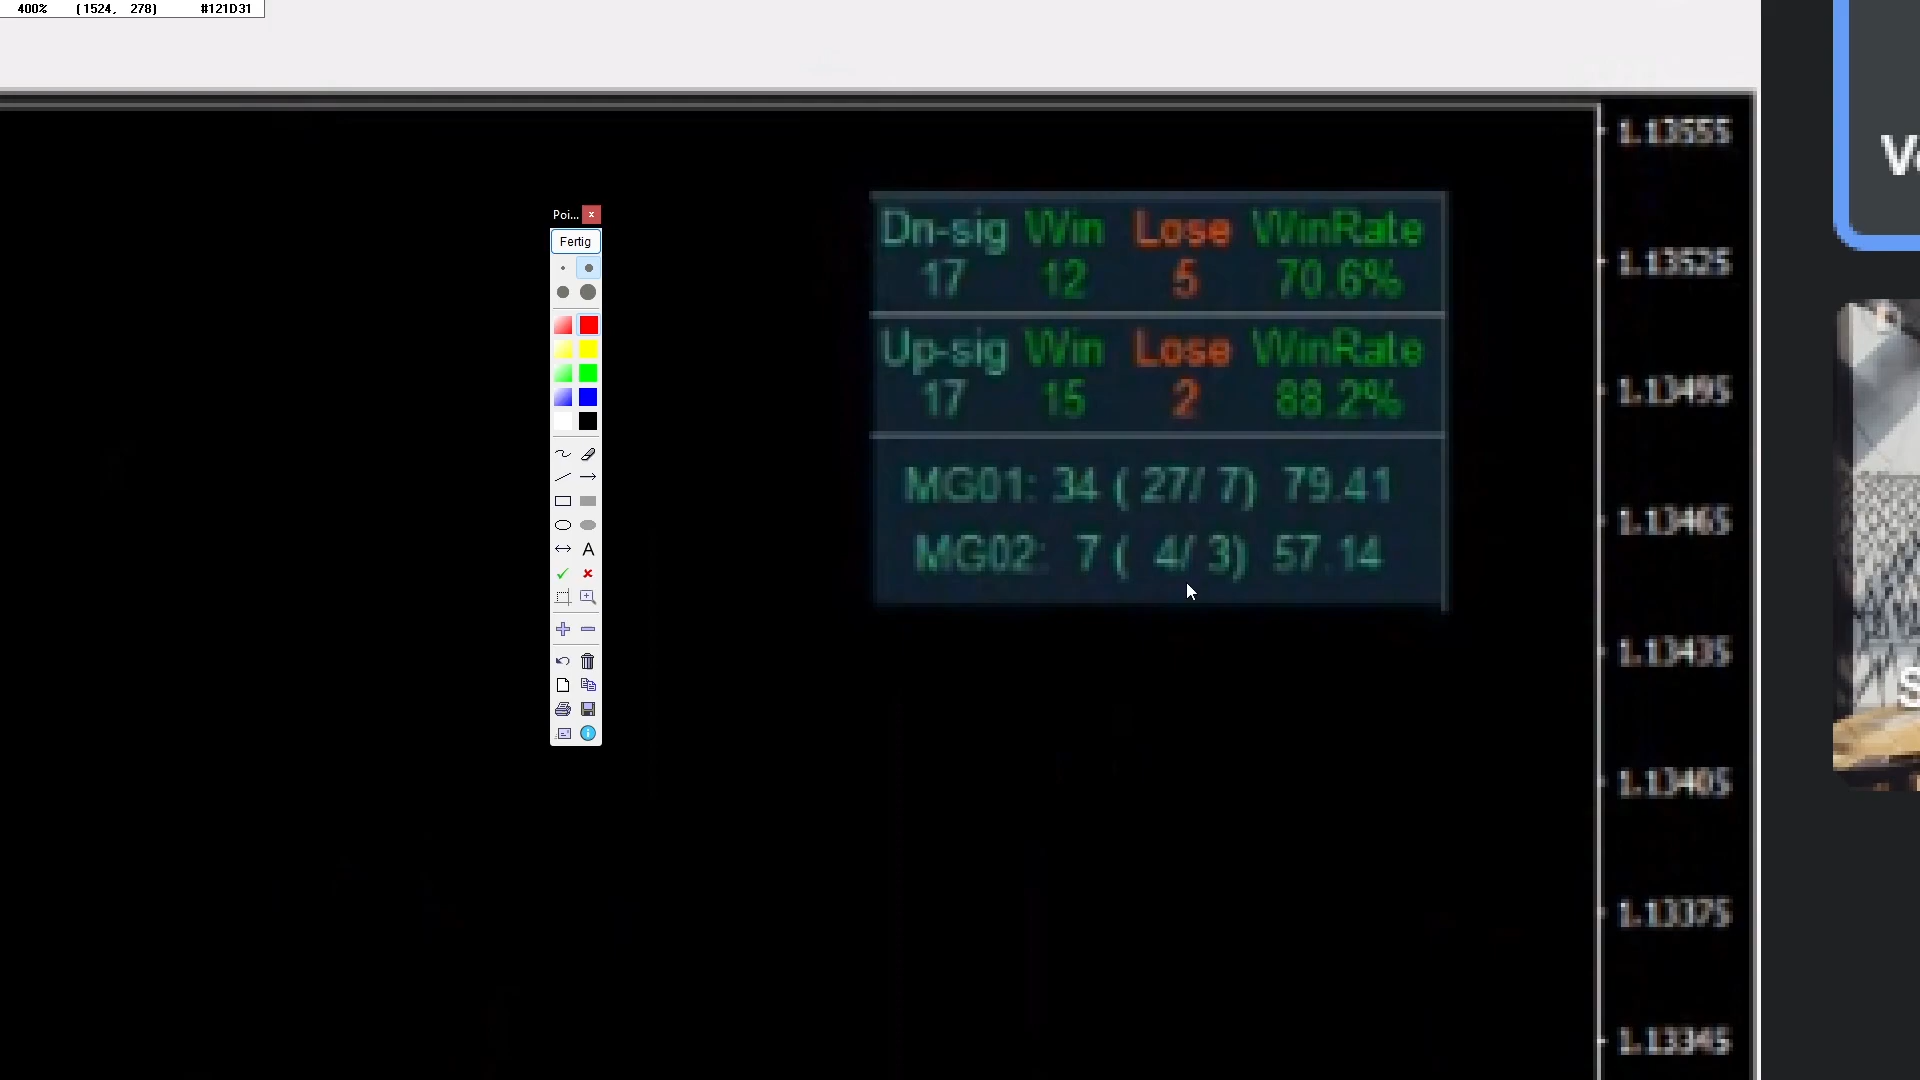 400% (1524, 278) #121D31
Poi...
Fertig
A
Dn-sig Win Lose WinRate
17 12 5 70.6%
Up-sig Win Lose WinRate
17 15 2 88.2%
MG01: 34 ( 27/ 7) 79.41
MG02: 7 ( 4/ 3) 57.14
1.13555
1.13525
1.13495
1.13465
1.13435
1.13405
1.13375
1.13345